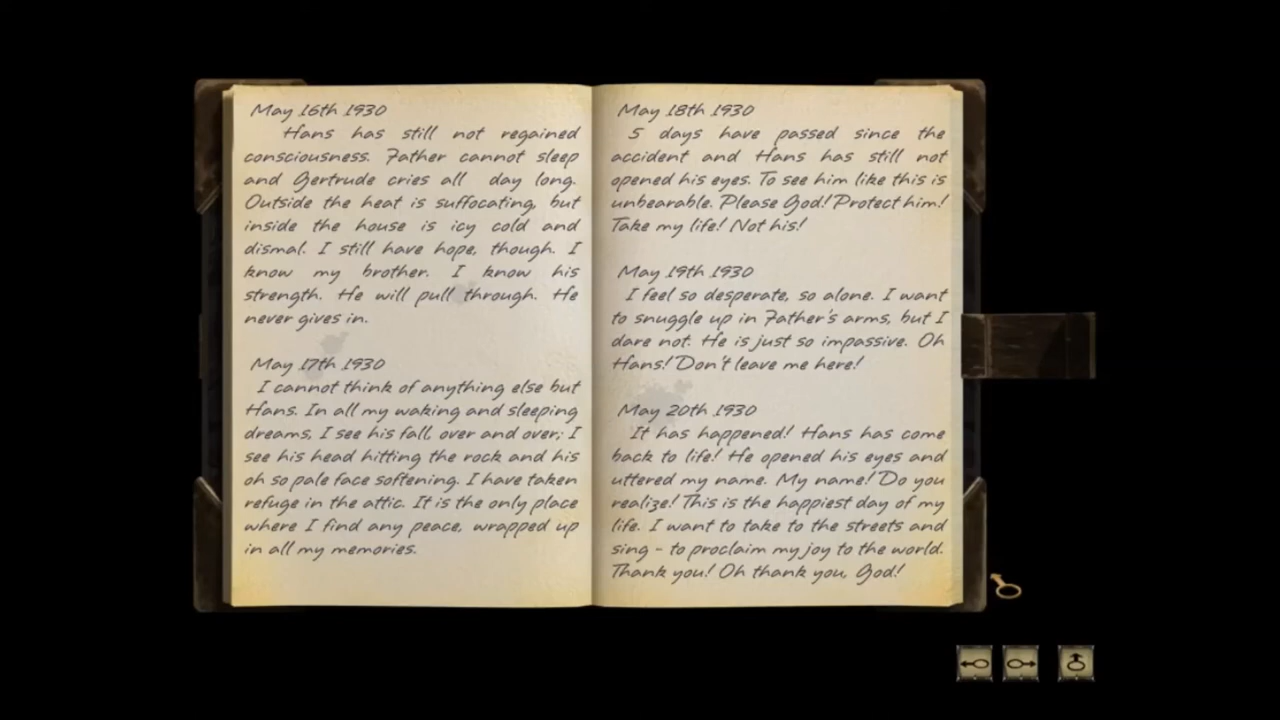 May 16th 1930
Hans has still not regained
consciousness. Father cannot sleep
and Gertrude cries all day long.
Outside the heat is suffocating, but
inside the house is icy cold and
dismal. I still have hope, though. I
know my brother. I know his
strength. He will pull through. He
never gives in.
May 17th 1930
I cannot think of anything else but
Hans. In all my waking and sleeping
dreams, I see his fall, over and over; I
see his head hitting the rock and his
oh so pale face softening. I have taken
refuge in the attic. It is the only place
where I find any peace, wrapped up
in all my memories.
May 18th 1930
5 days have passed since the
accident and Hans has still not
opened his eyes. To see him like this is
unbearable. Please God! Protect him!
Take my life! Not his!
May 19th 1930
I feel so desperate, so alone. I want
to snuggle up in Father's arms, but I
dare not. He is just so impassive. Oh
Hans! Don't leave me here!
May 20th 1930
It has happened! Hans has come
back to life! He opened his eyes and
uttered my name. My name! Do you
realize! This is the happiest day of my
life. I want to take to the streets and
sing - to proclaim my joy to the world.
Thank you! Oh thank you, God!